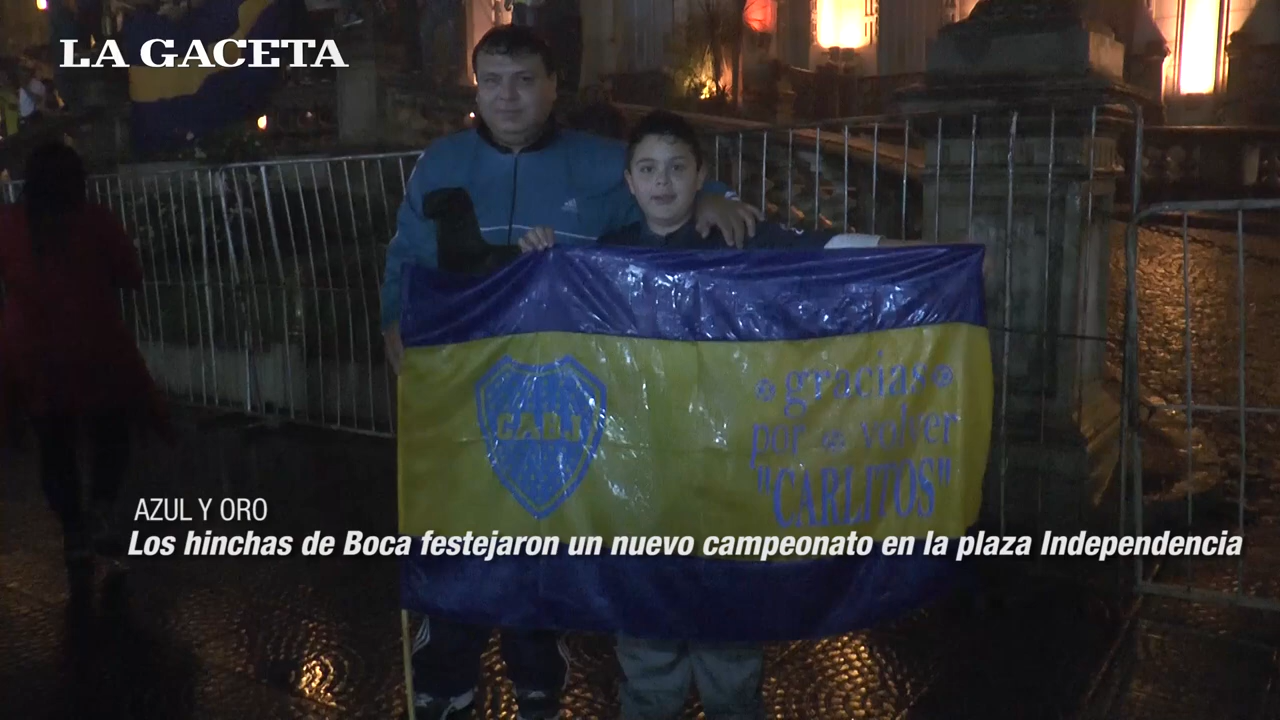 LA GACETA
CABJ
gracias
por volver
"CARLITOS"
AZUL Y ORO
Los hinchas de Boca festejaron un nuevo campeonato en la plaza Independencia